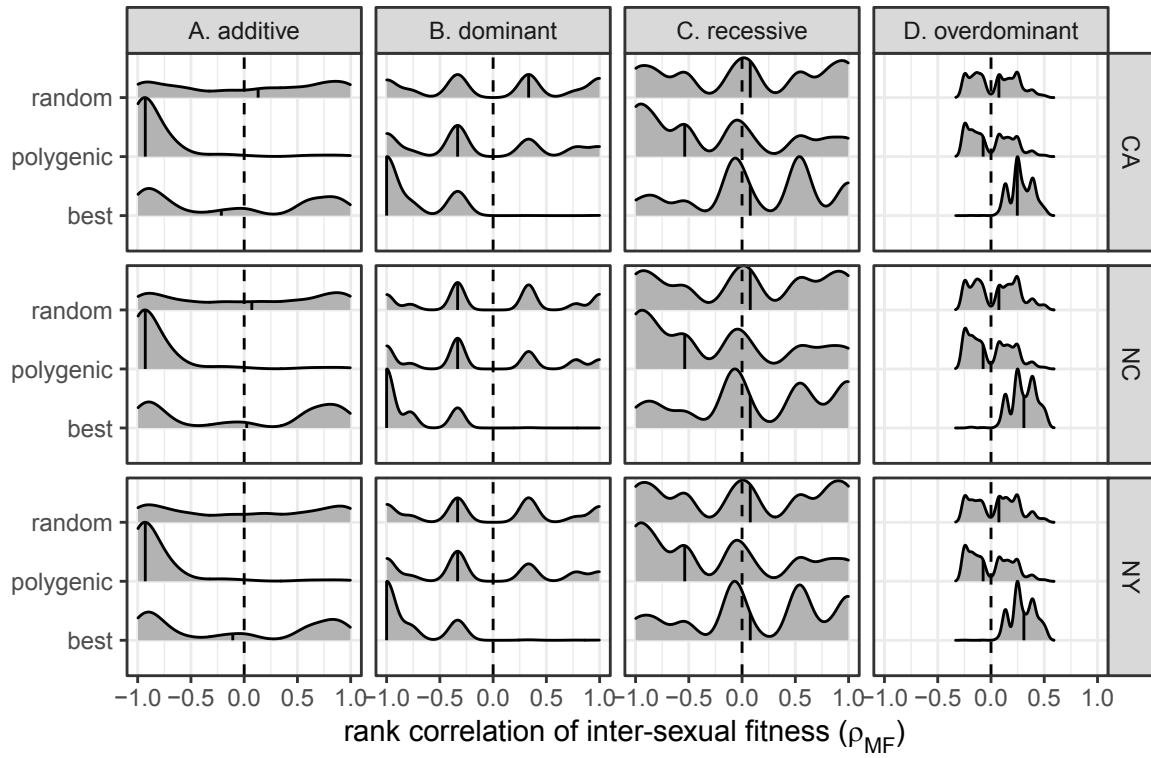 A. additive B. dominant C. recessive D. overdominant
random
polygenic
best
CA
random
polygenic
best
NC
random
polygenic
best
NY
−1.0 −0.5 0.0 0.5 1.0 −1.0 −0.5 0.0 0.5 1.0 −1.0 −0.5 0.0 0.5 1.0 −1.0 −0.5 0.0 0.5 1.0
rank correlation of inter-sexual fitness (ρMF)